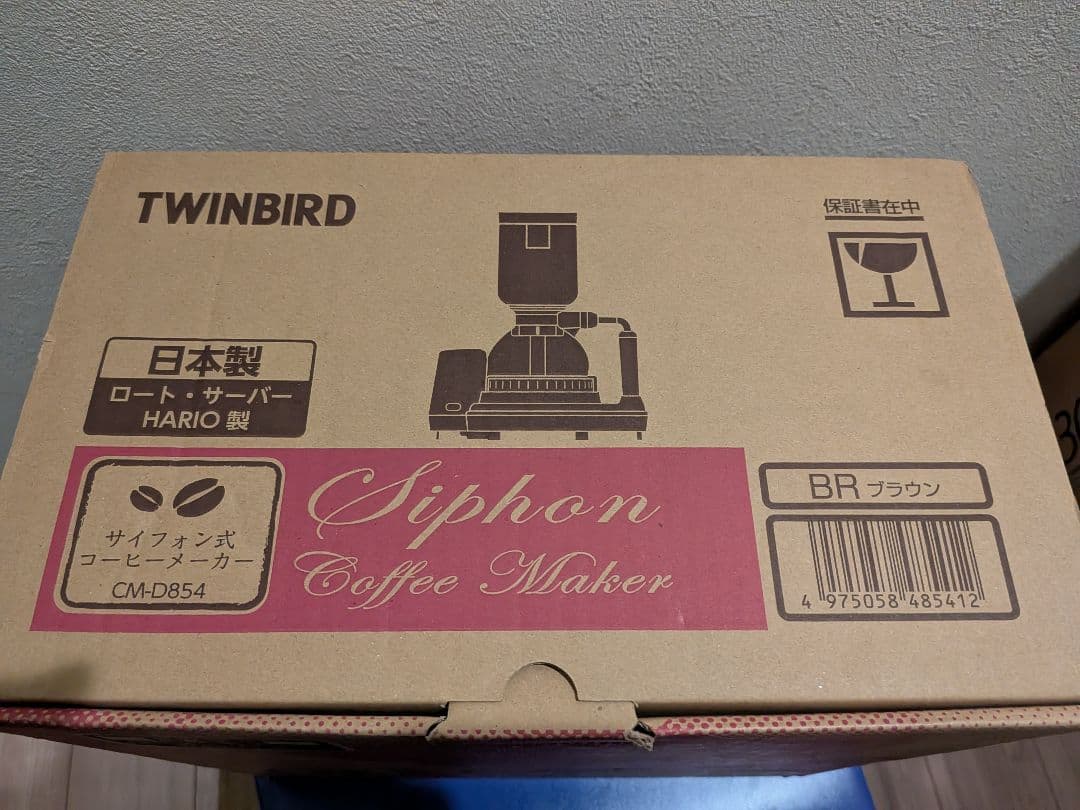 TWINBIRD
保証書在中
日本製
ロート・サーバー
HARIO 製
サイフォン式
コーヒーメーカー
CM-D854
Siphon
Coffee Maker
BR ブラウン
4 975058 485412